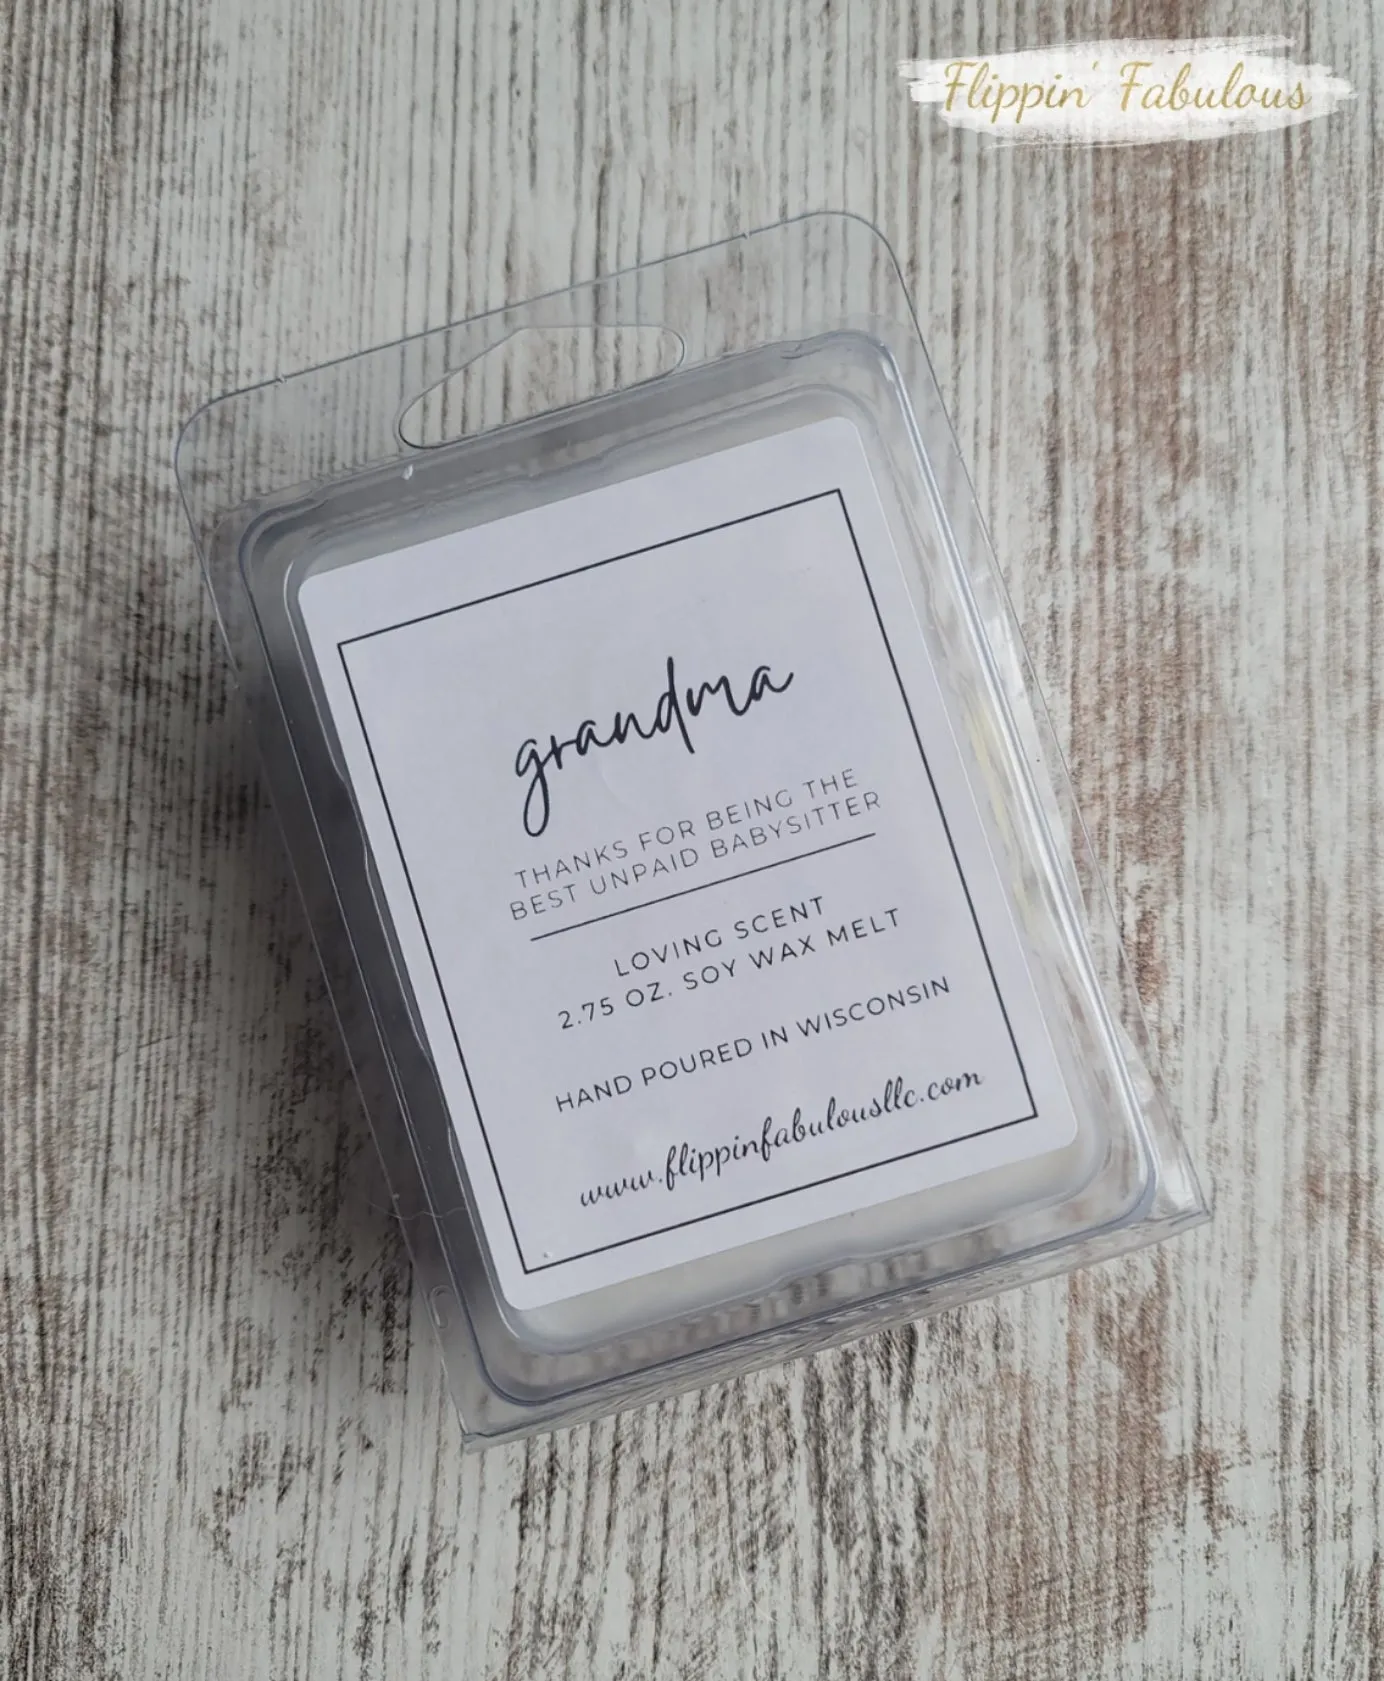 Flippin' Fabulous
grandma
THANKS FOR BEING THE
BEST UNPAID BABYSITTER
LOVING SCENT
2.75 OZ. SOY WAX MELT
HAND POURED IN WISCONSIN
www.flippinfabulousllc.com